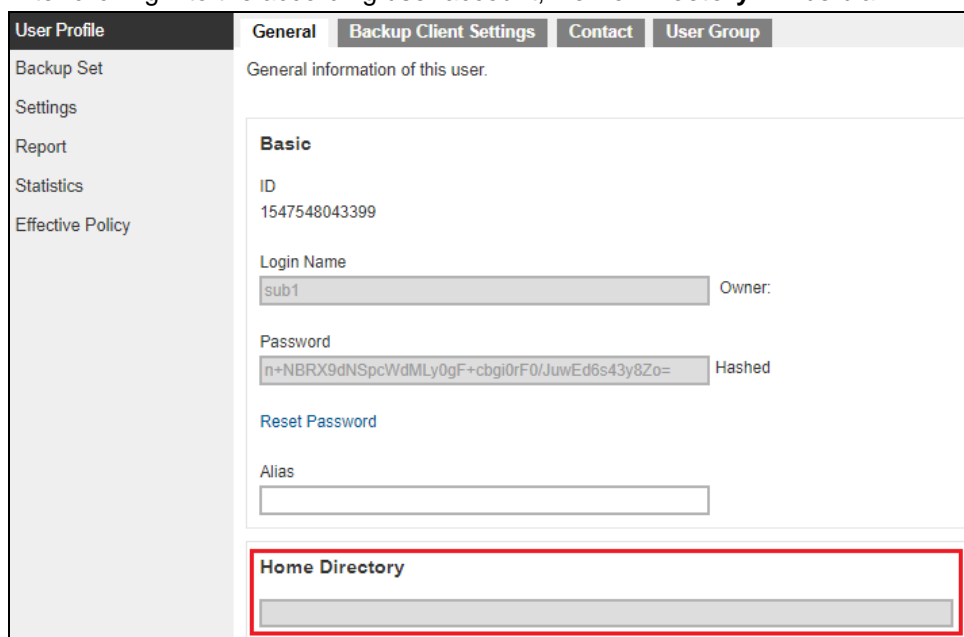 User Profile
General Backup Client Settings Contact User Group
Backup Set
General information of this user.
Settings
Report
Basic
Statistics
ID
1547548043399
Effective Policy
Login Name
sub1
Owner:
Password
n+NBRX9dNSpcWdMLy0gF+cbgi0rF0/JuwEd6s43y8Zo=
Hashed
Reset Password
Alias
Home Directory